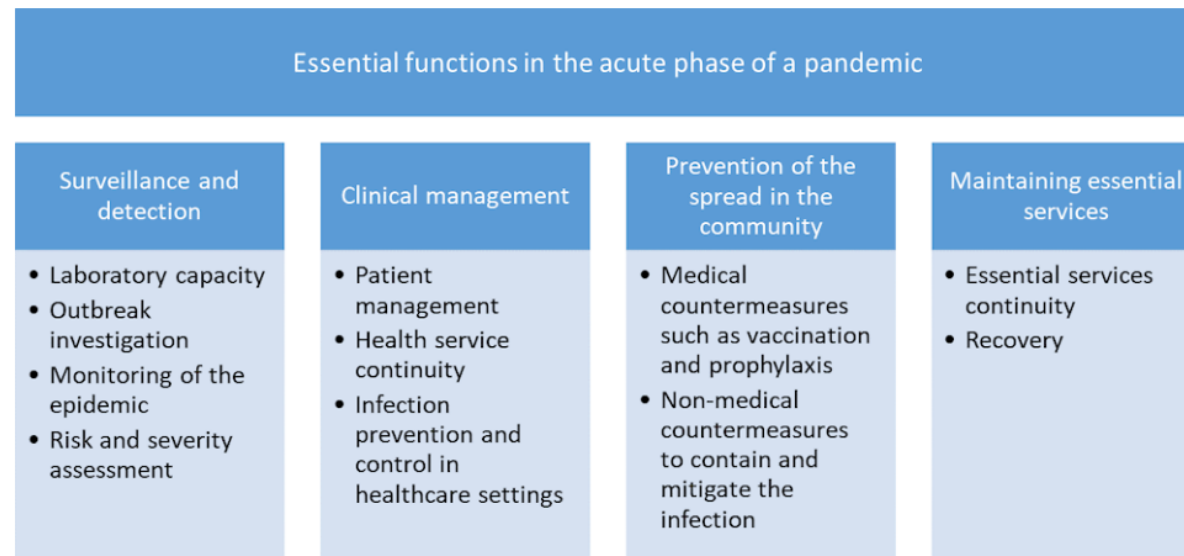 Essential functions in the acute phase of a pandemic
Surveillance and
detection
• Laboratory capacity
• Outbreak
investigation
• Monitoring of the
epidemic
• Risk and severity
assessment
Clinical management
• Patient
management
• Health service
continuity
• Infection
prevention and
control in
healthcare settings
Prevention of the
spread in the
community
• Medical
countermeasures
such as vaccination
and prophylaxis
• Non-medical
countermeasures
to contain and
mitigate the
infection
Maintaining essential
services
• Essential services
continuity
• Recovery